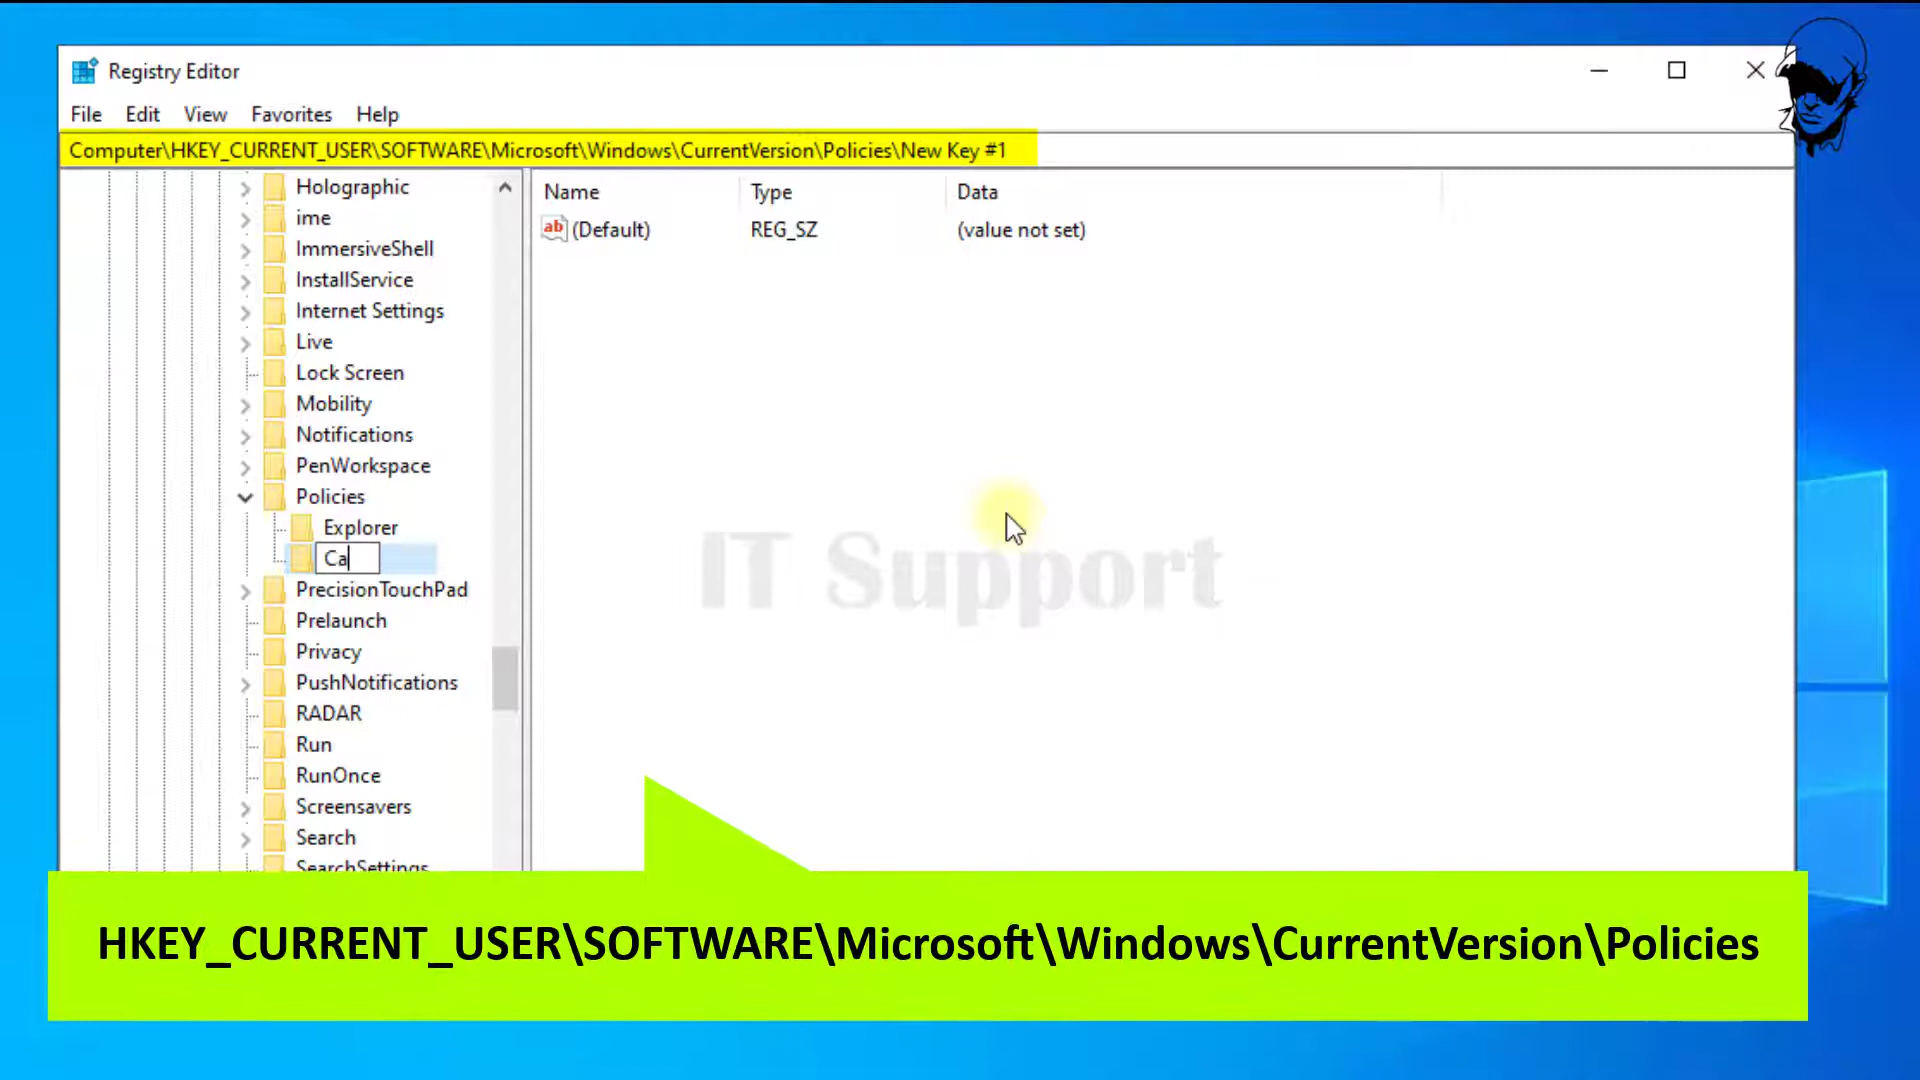 Registry Editor
File Edit View Favorites Help
Computer\HKEY_CURRENT_USER\SOFTWARE\Microsoft\Windows\CurrentVersion\Policies\New Key #1
Holographic
ime
ImmersiveShell
InstallService
Internet Settings
Live
Lock Screen
Mobility
Notifications
PenWorkspace
Policies
Explorer
Ca
PrecisionTouchPad
Prelaunch
Privacy
PushNotifications
RADAR
Run
RunOnce
Screensavers
Search
SearchSettings
Name Type Data
ab (Default) REG_SZ (value not set)
IT Support
HKEY_CURRENT_USER\SOFTWARE\Microsoft\Windows\CurrentVersion\Policies